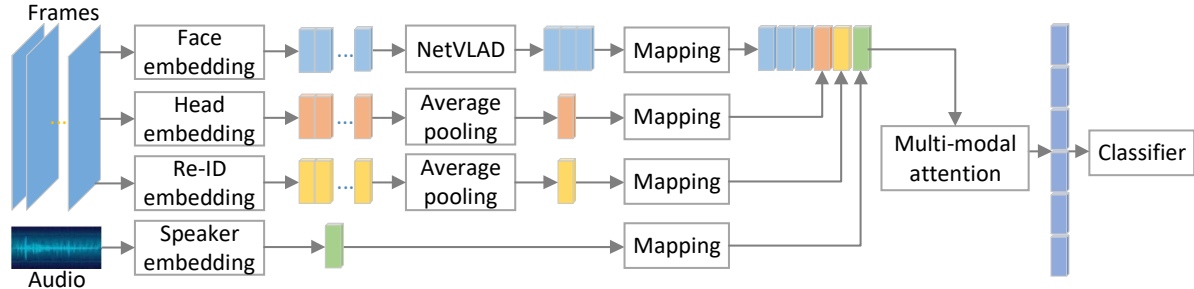 Frames
Face
embedding
NetVLAD
Mapping
Head
embedding
Average
pooling
Mapping
Re-ID
embedding
Average
pooling
Mapping
Multi-modal
attention
Classifier
Speaker
embedding
Mapping
Audio